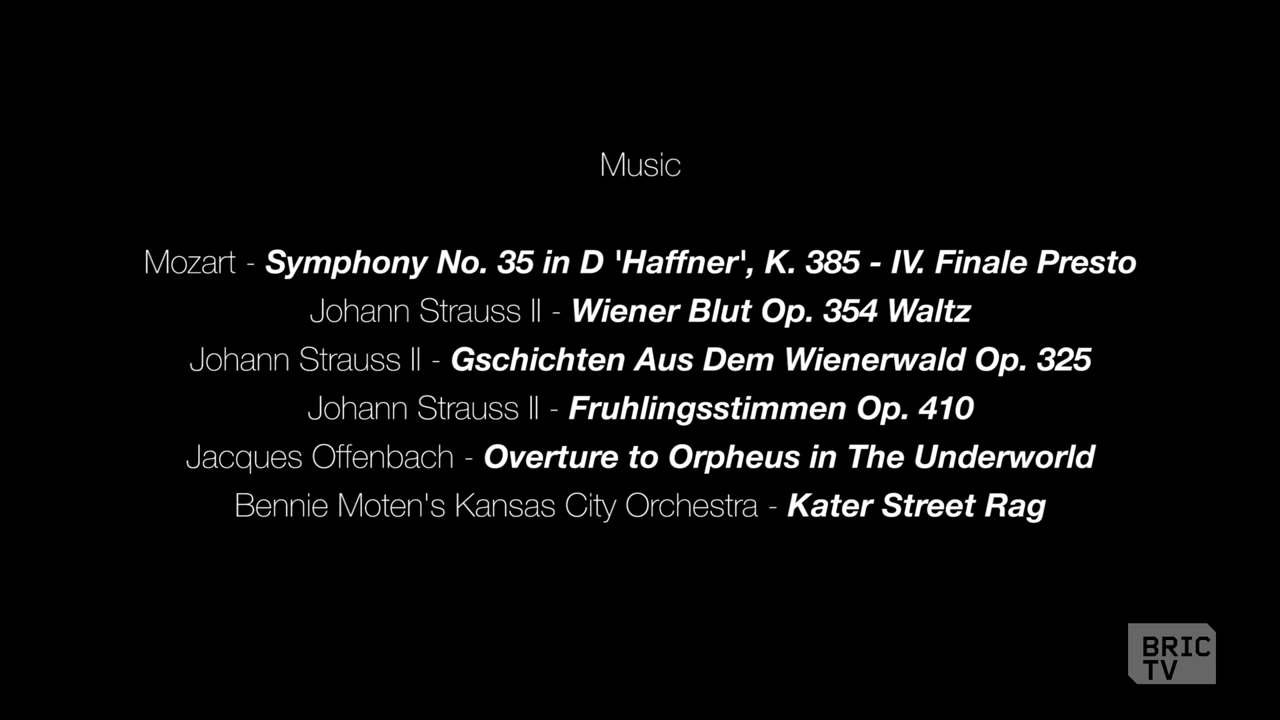 Music
Mozart - Symphony No. 35 in D 'Haffner', K. 385 - IV. Finale Presto
Johann Strauss II - Wiener Blut Op. 354 Waltz
Johann Strauss II - Gschichten Aus Dem Wienerwald Op. 325
Johann Strauss II - Fruhlingsstimmen Op. 410
Jacques Offenbach - Overture to Orpheus in The Underworld
Bennie Moten's Kansas City Orchestra - Kater Street Rag
BRIC
TV